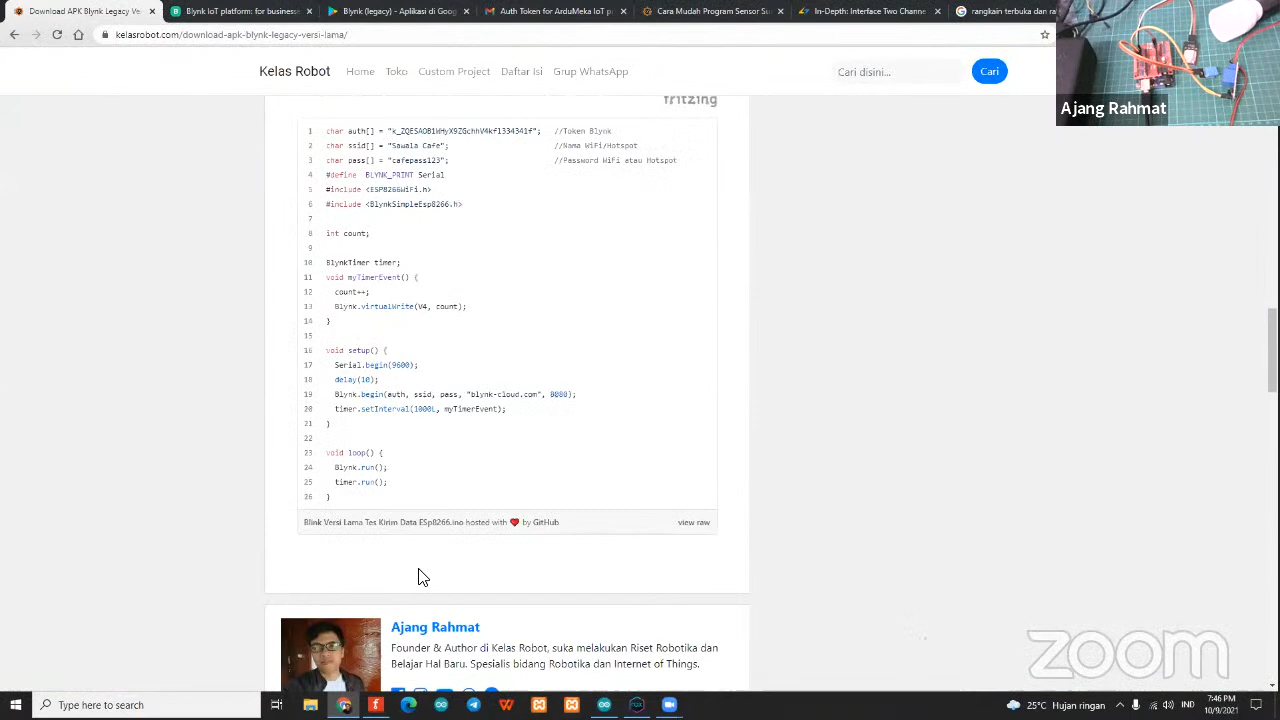 Download APK Blynk Legacy Ver
Blynk IoT platform: for business
Blynk (legacy) - Aplikasi di Goog
Auth Token for ArduMeka IoT p
Cara Mudah Program Sensor Su
In-Depth: Interface Two Channe
rangkain terbuka dan ra
kelasrobot.com/download-apk-blynk-legacy-versi-lama/
Kelas Robot
Home
Toko
Custom Project
Daftar Isi
Grup WhatsApp
Cari disini...
Cari
Ajang Rahmat
fritzing
1 char auth[] = "k_ZQESAOB1WHyX9ZGchhV4kfl334341f"; //Token Blynk
2 char ssid[] = "Sawala Cafe"; //Nama WiFi/Hotspot
3 char pass[] = "cafepass123"; //Password WiFi atau Hotspot
4 #define BLYNK_PRINT Serial
5 #include <ESP8266WiFi.h>
6 #include <BlynkSimpleEsp8266.h>
7
8 int count;
9
10 BlynkTimer timer;
11 void myTimerEvent() {
12 count++;
13 Blynk.virtualWrite(V4, count);
14 }
15
16 void setup() {
17 Serial.begin(9600);
18 delay(10);
19 Blynk.begin(auth, ssid, pass, "blynk-cloud.com", 8080);
20 timer.setInterval(1000L, myTimerEvent);
21 }
22
23 void loop() {
24 Blynk.run();
25 timer.run();
26 }
Blink Versi Lama Tes Kirim Data ESp8266.ino hosted with ❤ by GitHub
view raw
Ajang Rahmat
Founder & Author di Kelas Robot, suka melakukan Riset Robotika dan
Belajar Hal Baru. Spesialis bidang Robotika dan Internet of Things.
zoom
Type here to search
25°C Hujan ringan
IND
7:46 PM
10/9/2021